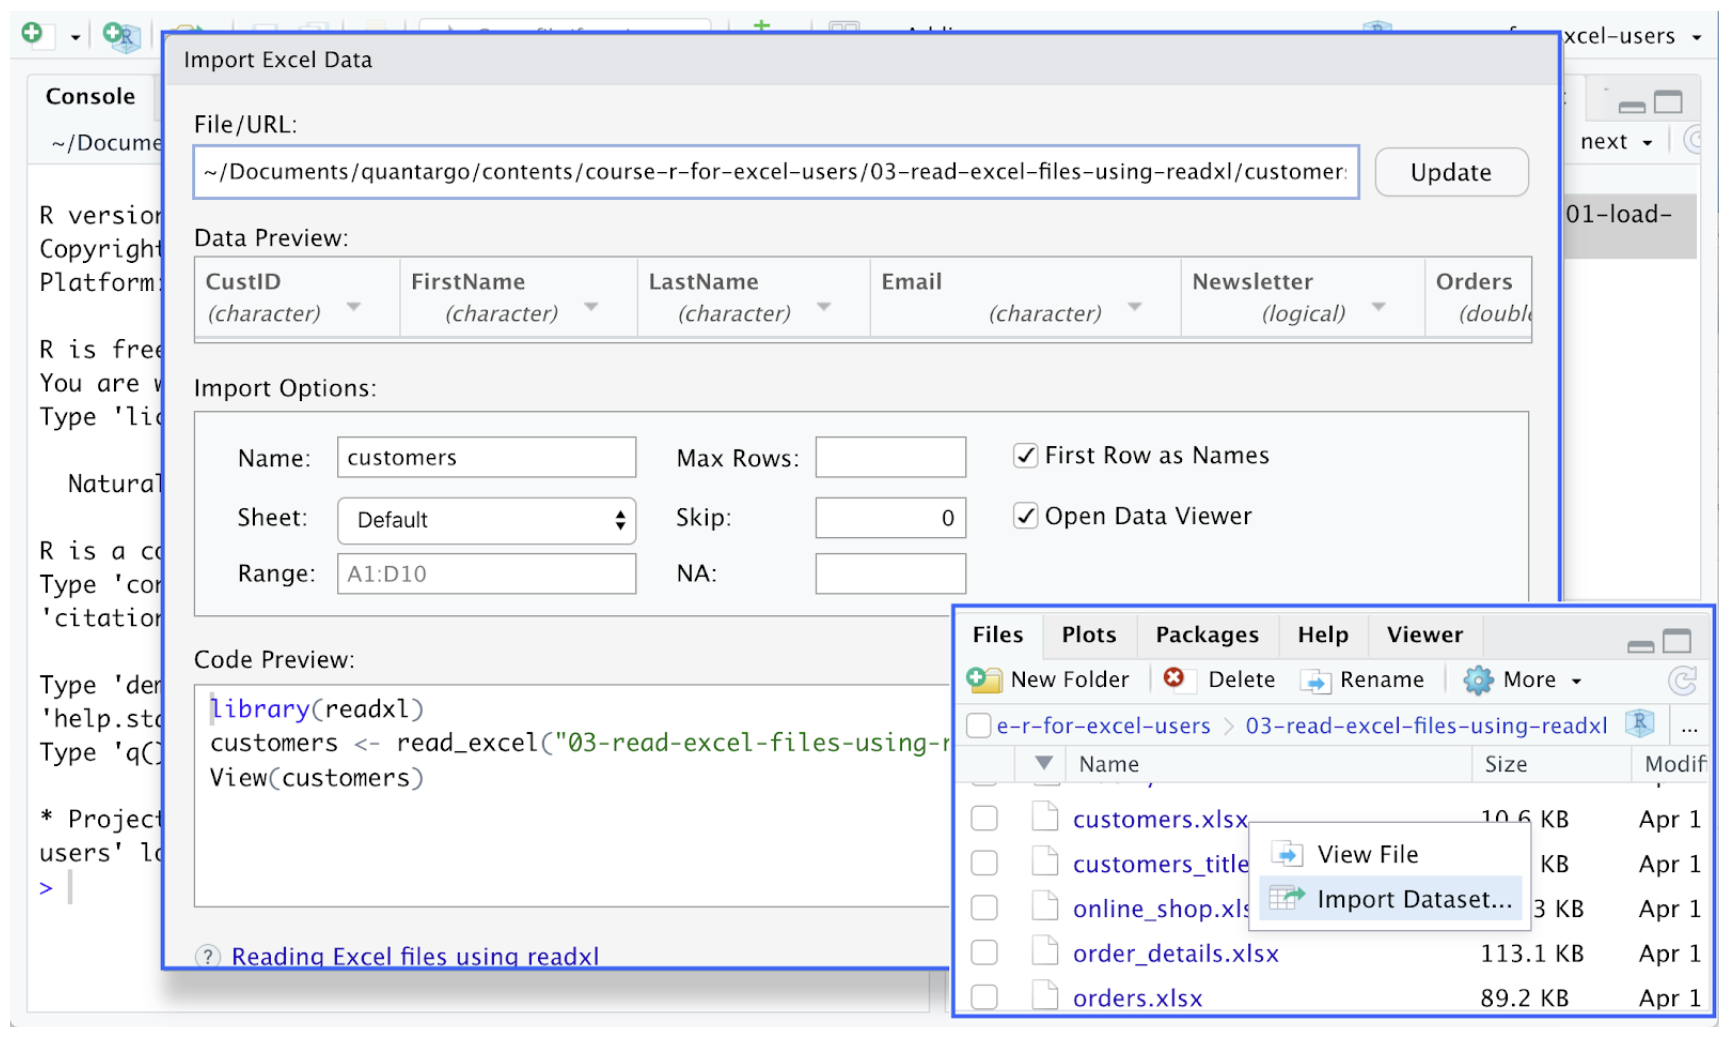 xcel-users
Import Excel Data
Console
~/Docume
File/URL:
~/Documents/quantargo/contents/course-r-for-excel-users/03-read-excel-files-using-readxl/customer
Update
next
R version
Copyright
Platform:
01-load-
Data Preview:
CustID FirstName LastName Email Newsletter Orders
(character) (character) (character) (character) (logical) (double
R is free
You are w
Type 'lic
Import Options:
Name: customers Max Rows: First Row as Names
Natural
Sheet: Default Skip: 0 Open Data Viewer
Range: A1:D10 NA:
R is a co
Type 'con
'citation
Code Preview:
library(readxl)
customers <- read_excel("03-read-excel-files-using-r
View(customers)
Type 'dem
'help.sta
Type 'q()
* Project
users' lo
>
? Reading Excel files using readxl
Files Plots Packages Help Viewer
New Folder Delete Rename More
e-r-for-excel-users > 03-read-excel-files-using-readxl ...
Name Size Modifi
customers.xlsx 10.6 KB Apr 1
customers_title KB Apr 1
online_shop.xls 3 KB Apr 1
order_details.xlsx 113.1 KB Apr 1
orders.xlsx 89.2 KB Apr 1
View File
Import Dataset...